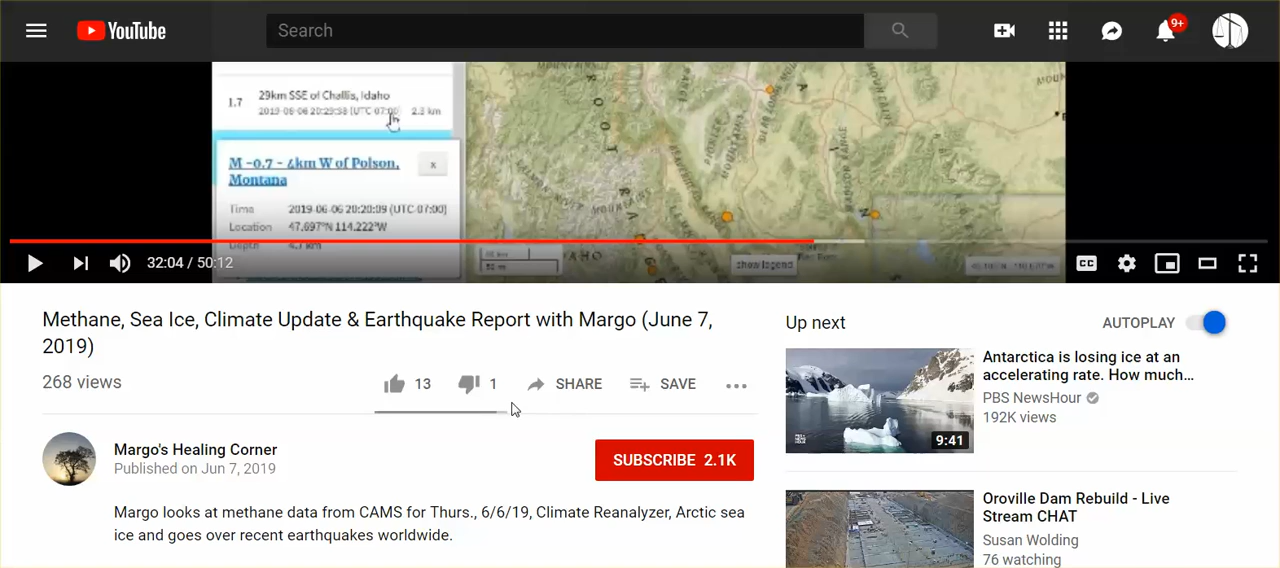 YouTube
Search
9+
1.7
29km SSE of Challis, Idaho
2019-06-06 20:29:58 (UTC-07:00)
2.3 km
M -0.7 - 4km W of Polson,
Montana
x
Time 2019-06-06 20:20:09 (UTC-07:00)
Location 47.697°N 114.222°W
Depth
show legend
32:04 / 50:12
CC
Methane, Sea Ice, Climate Update & Earthquake Report with Margo (June 7,
2019)
268 views
13
1
SHARE
SAVE
Margo's Healing Corner
Published on Jun 7, 2019
SUBSCRIBE 2.1K
Margo looks at methane data from CAMS for Thurs., 6/6/19, Climate Reanalyzer, Arctic sea
ice and goes over recent earthquakes worldwide.
Up next
AUTOPLAY
Antarctica is losing ice at an
accelerating rate. How much...
PBS NewsHour
192K views
9:41
Oroville Dam Rebuild - Live
Stream CHAT
Susan Wolding
76 watching